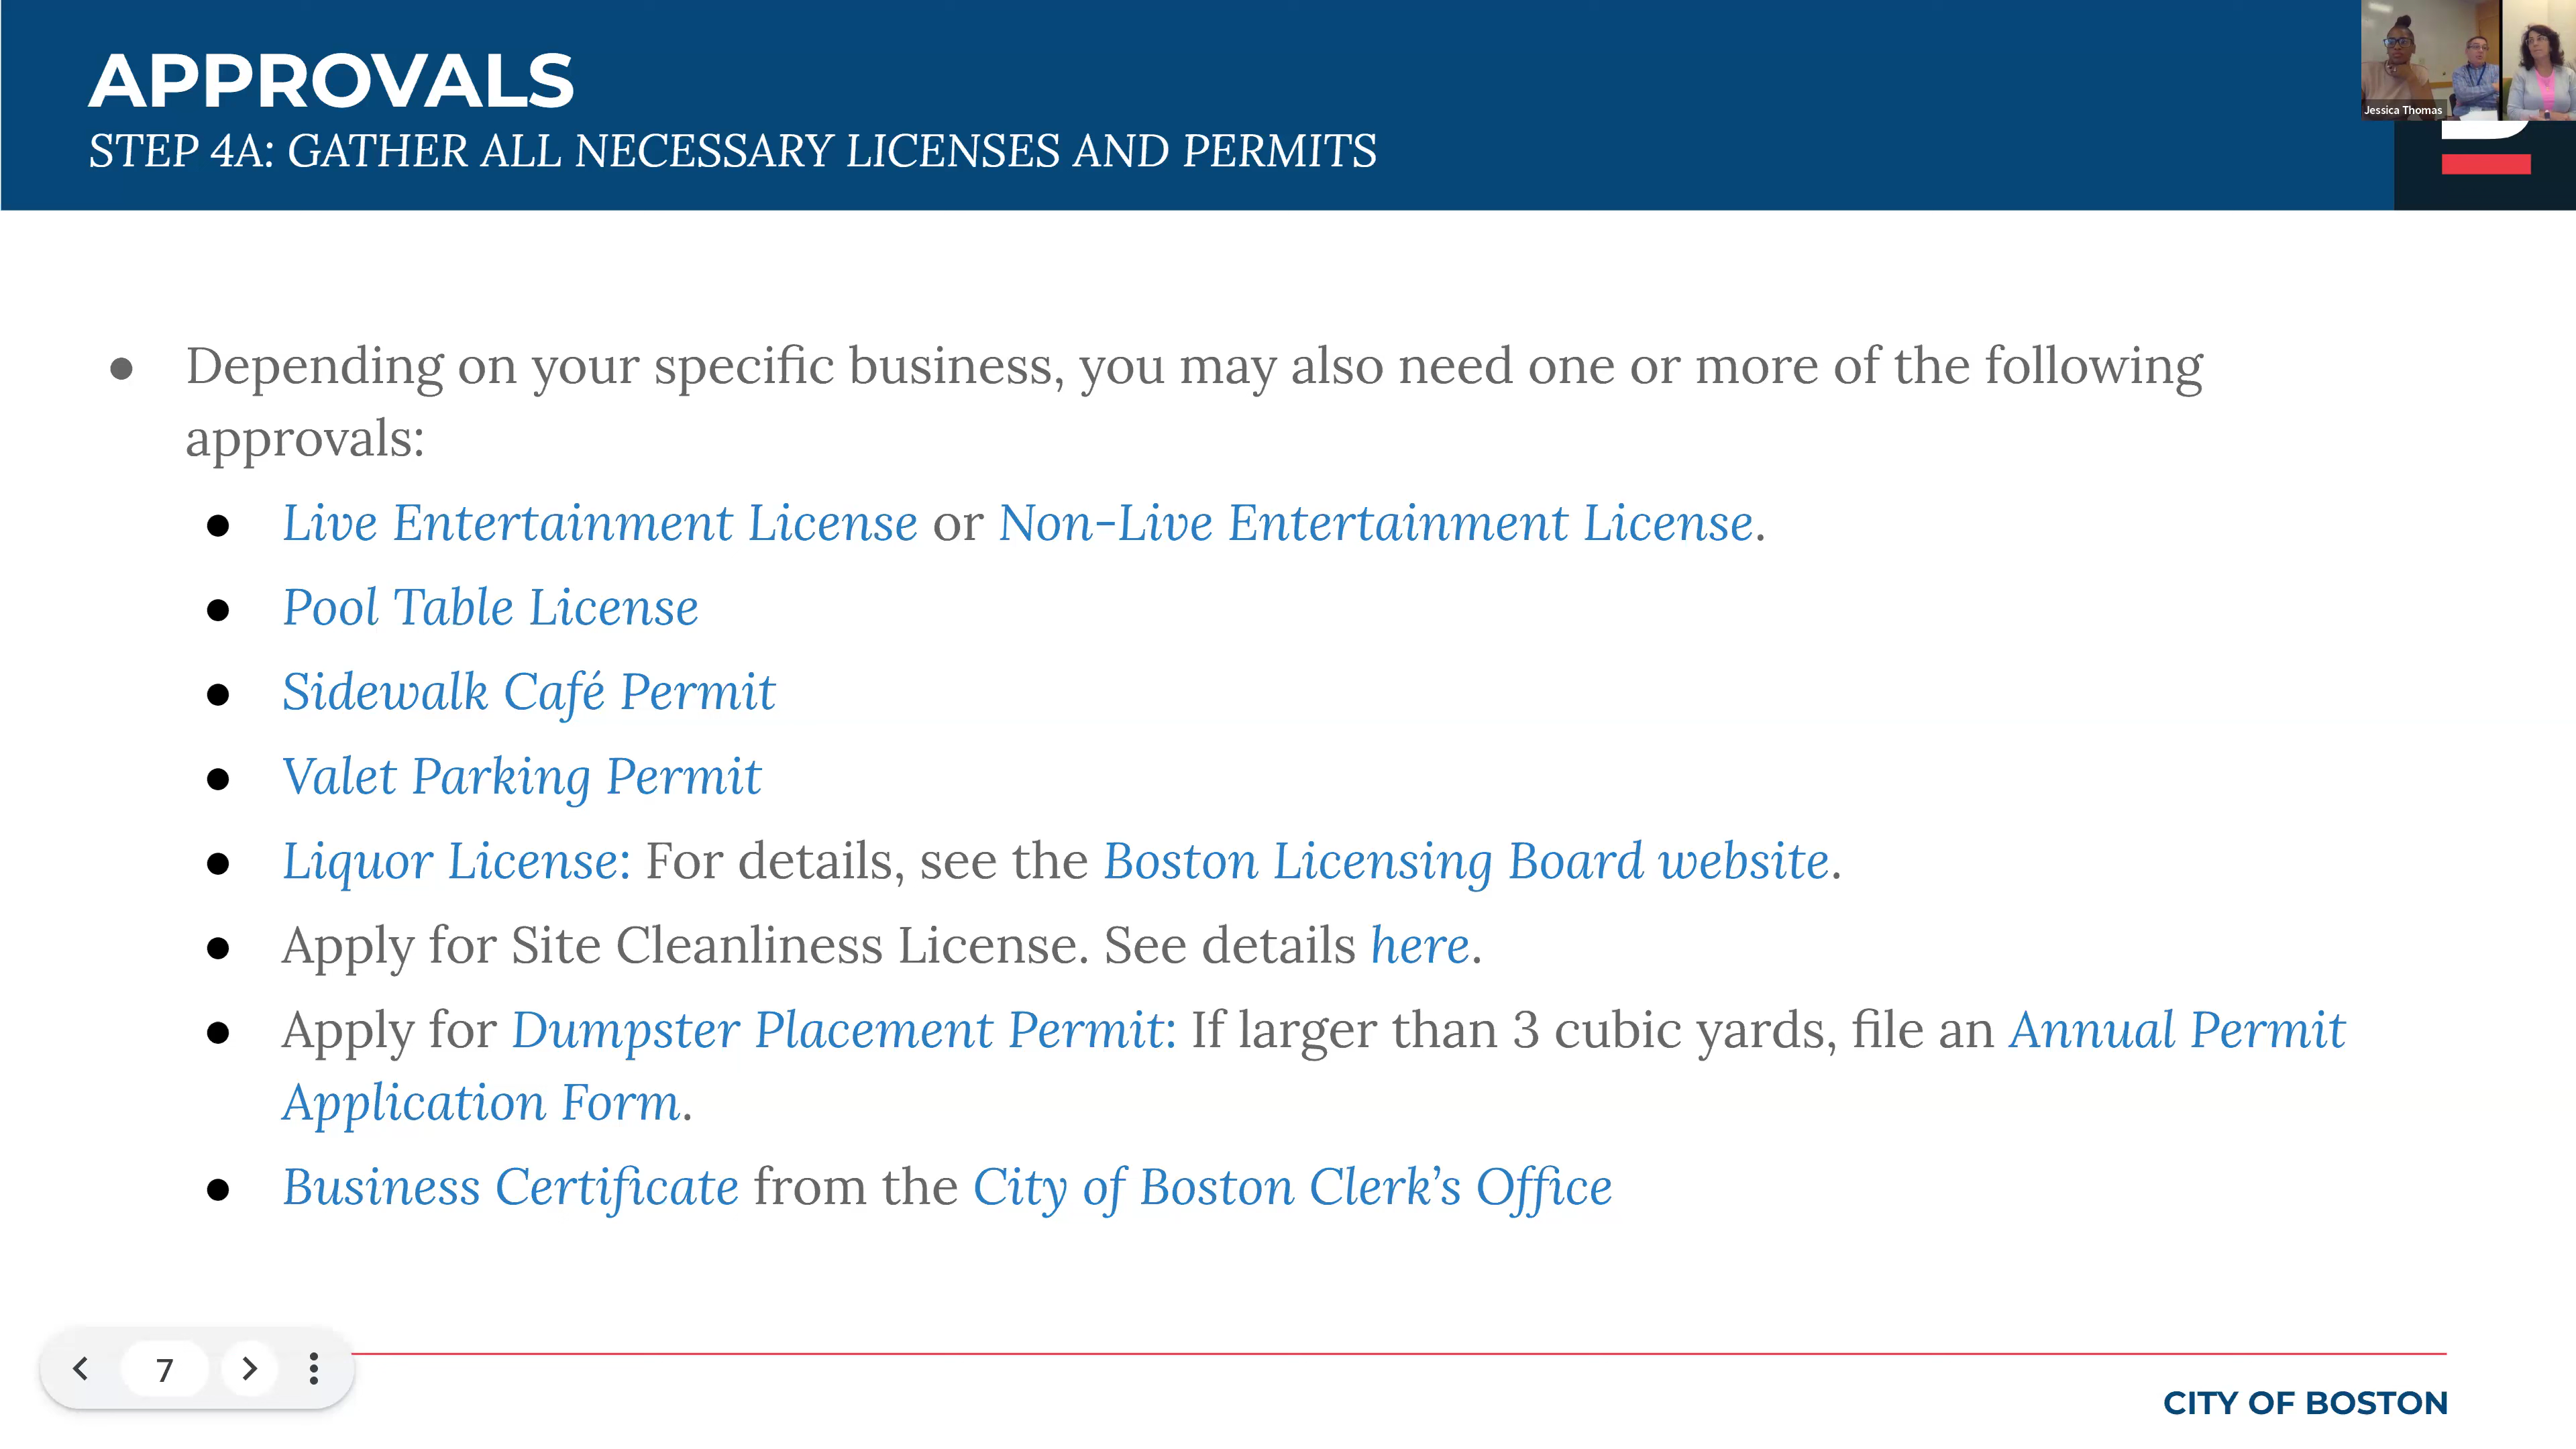 APPROVALS
STEP 4A: GATHER ALL NECESSARY LICENSES AND PERMITS
Jessica Thomas
● Depending on your specific business, you may also need one or more of the following
approvals:
● Live Entertainment License or Non-Live Entertainment License.
● Pool Table License
● Sidewalk Café Permit
● Valet Parking Permit
● Liquor License: For details, see the Boston Licensing Board website.
● Apply for Site Cleanliness License. See details here.
● Apply for Dumpster Placement Permit: If larger than 3 cubic yards, file an Annual Permit
Application Form.
● Business Certificate from the City of Boston Clerk’s Office
7
CITY OF BOSTON